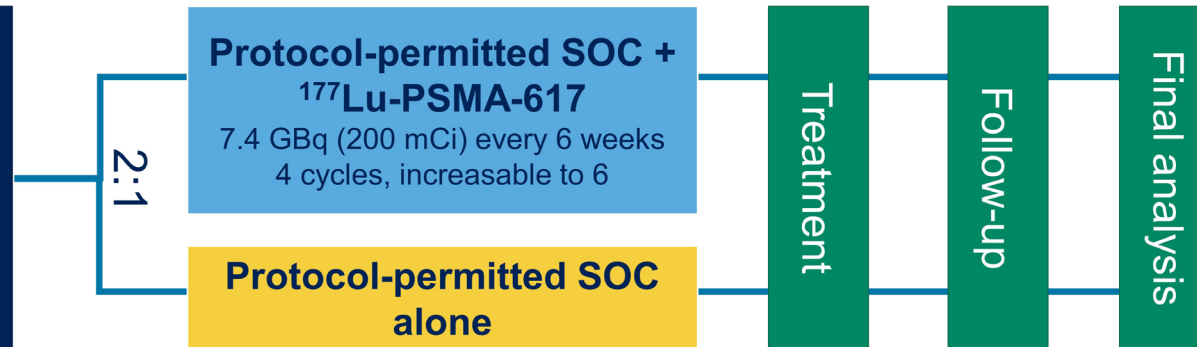 2:1
Protocol-permitted SOC +
¹⁷⁷Lu-PSMA-617
7.4 GBq (200 mCi) every 6 weeks
4 cycles, increasable to 6
Protocol-permitted SOC
alone
Treatment
Follow-up
Final analysis